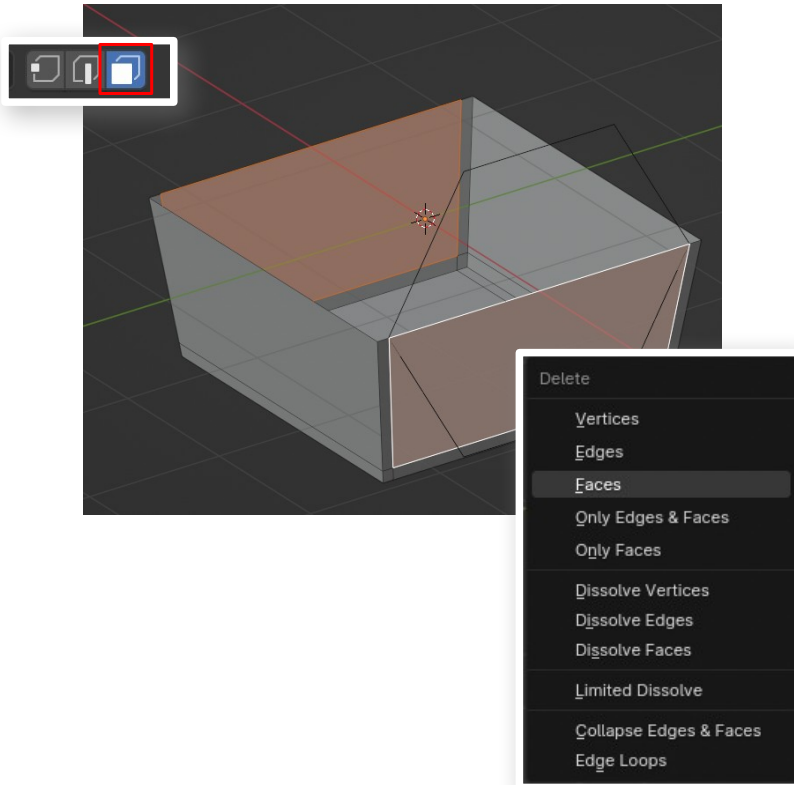 Delete
Vertices
Edges
Faces
Only Edges & Faces
Only Faces
Dissolve Vertices
Dissolve Edges
Dissolve Faces
Limited Dissolve
Collapse Edges & Faces
Edge Loops